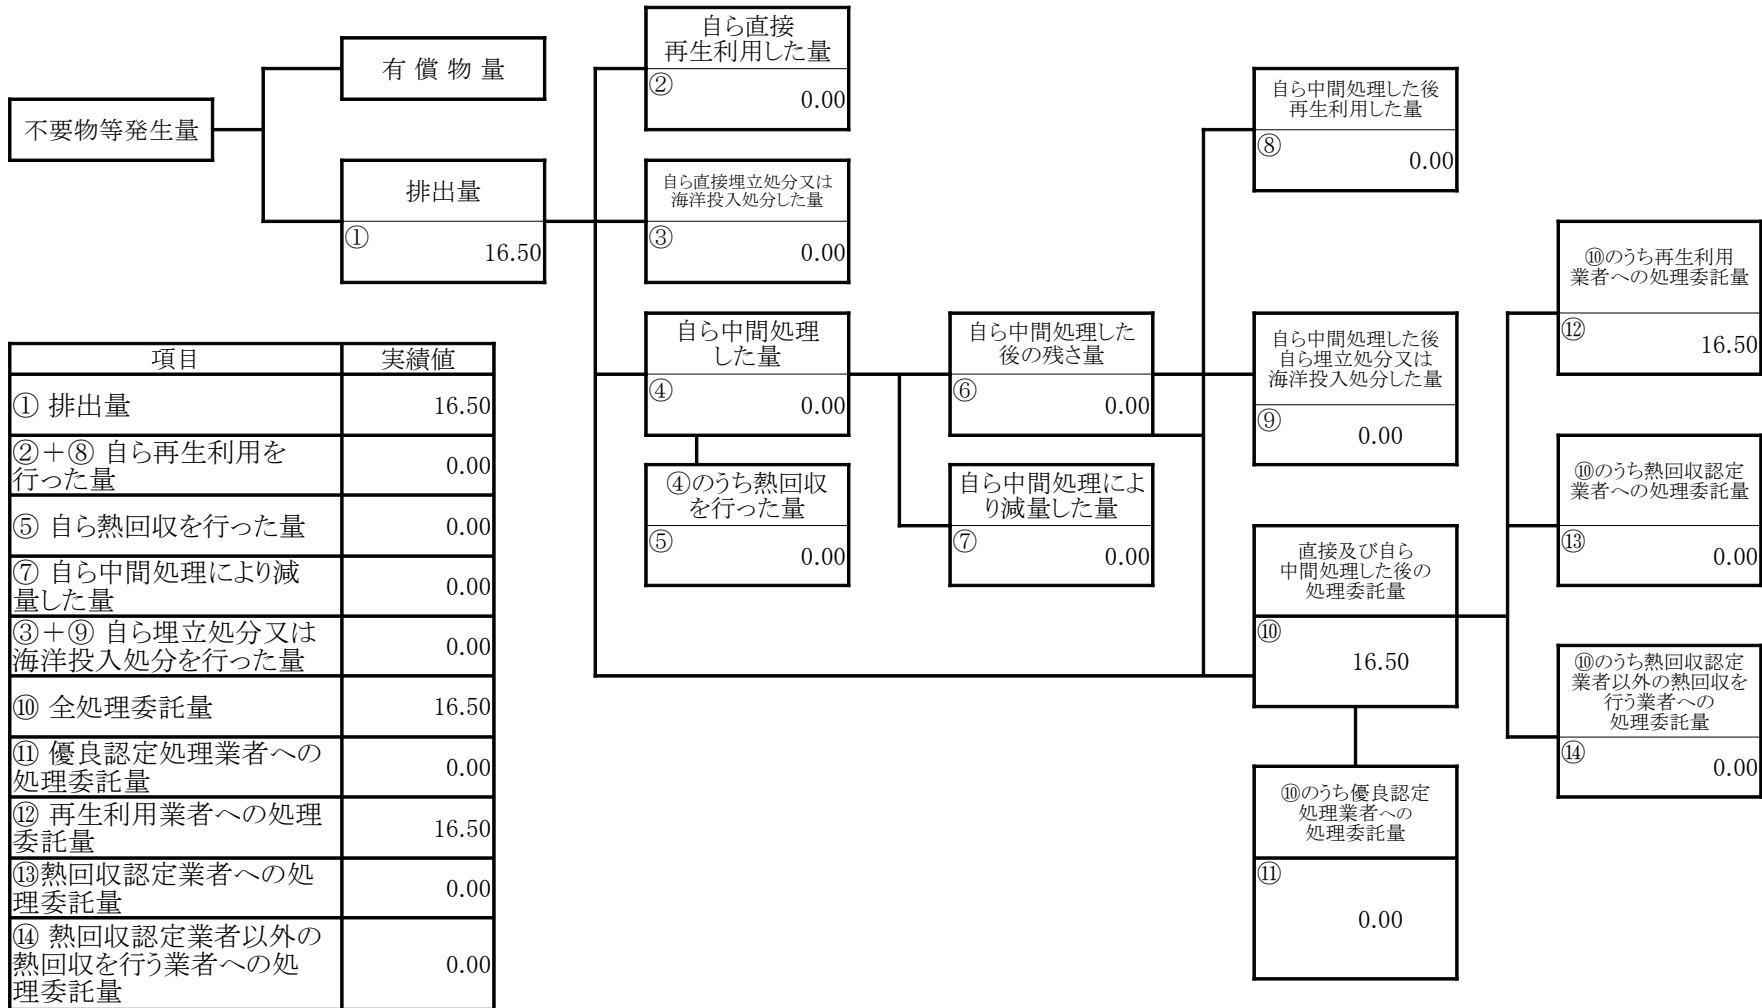 不要物等発生量
有 償 物 量
排出量
①
16.50
自ら直接
再生利用した量
②
0.00
自ら直接埋立処分又は
海洋投入処分した量
③
0.00
自ら中間処理
した量
④
0.00
④のうち熱回収
を行った量
⑤
0.00
自ら中間処理した
後の残さ量
⑥
0.00
自ら中間処理によ
り減量した量
⑦
0.00
自ら中間処理した後
再生利用した量
⑧
0.00
自ら中間処理した後
自ら埋立処分又は
海洋投入処分した量
⑨
0.00
直接及び自ら
中間処理した後の
処理委託量
⑩
16.50
⑩のうち優良認定
処理業者への
処理委託量
⑪
0.00
⑩のうち再生利用
業者への処理委託量
⑫
16.50
⑩のうち熱回収認定
業者への処理委託量
⑬
0.00
⑩のうち熱回収認定
業者以外の熱回収を
行う業者への
処理委託量
⑭
0.00
項目 実績値
① 排出量 16.50
②＋⑧ 自ら再生利用を
行った量 0.00
⑤ 自ら熱回収を行った量 0.00
⑦ 自ら中間処理により減
量した量 0.00
③＋⑨ 自ら埋立処分又は
海洋投入処分を行った量 0.00
⑩ 全処理委託量 16.50
⑪ 優良認定処理業者への
処理委託量 0.00
⑫ 再生利用業者への処理
委託量 16.50
⑬熱回収認定業者への処
理委託量 0.00
⑭ 熱回収認定業者以外の
熱回収を行う業者への処
理委託量 0.00